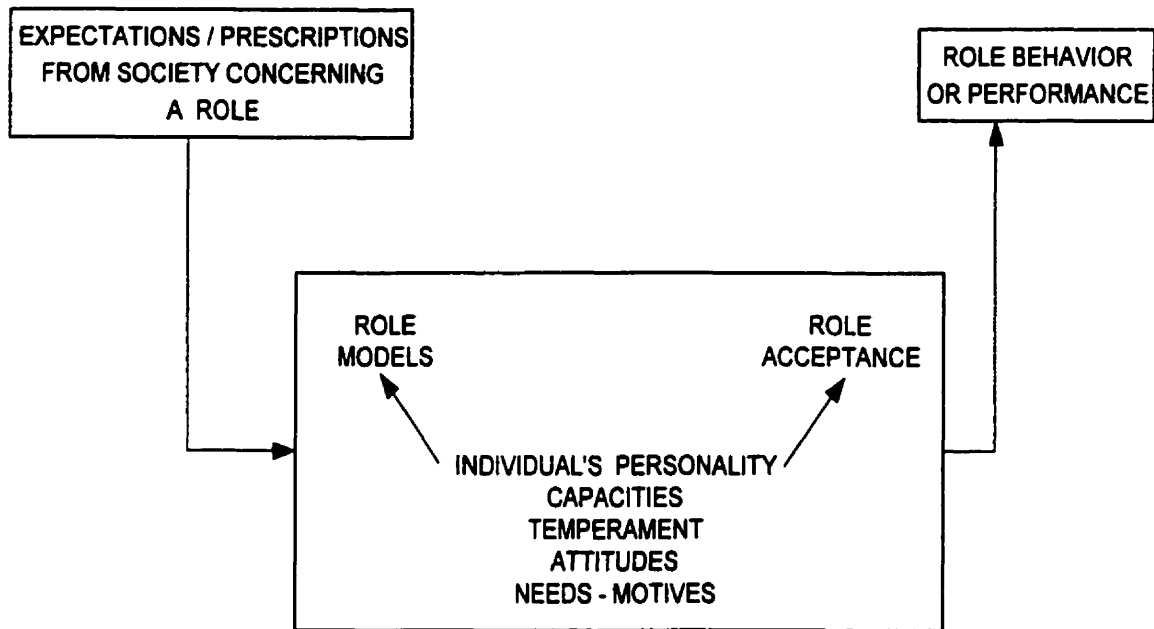 EXPECTATIONS / PRESCRIPTIONS
FROM SOCIETY CONCERNING
A ROLE
ROLE BEHAVIOR
OR PERFORMANCE
ROLE
MODELS
ROLE
ACCEPTANCE
INDIVIDUAL'S PERSONALITY
CAPACITIES
TEMPERAMENT
ATTITUDES
NEEDS - MOTIVES